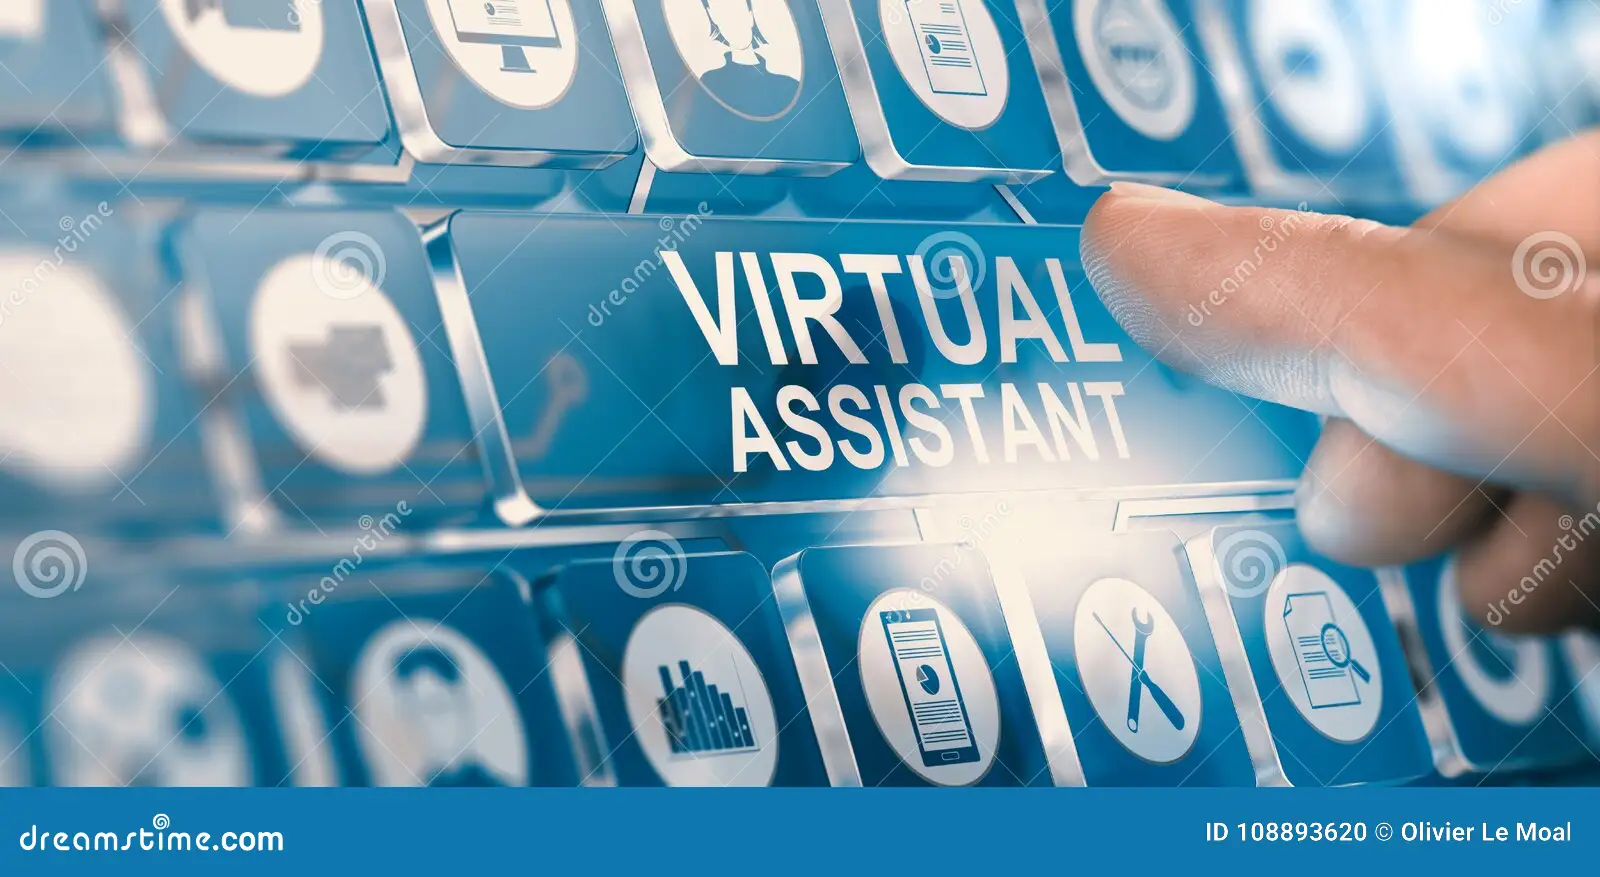 VIRTUAL
ASSISTANT
dreamstime.com
ID 108893620 © Olivier Le Moal